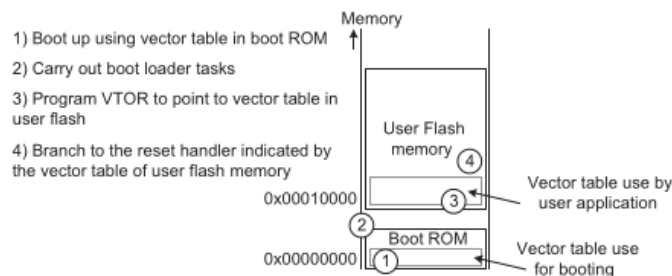 Memory
1) Boot up using vector table in boot ROM
2) Carry out boot loader tasks
3) Program VTOR to point to vector table in
user flash
4) Branch to the reset handler indicated by
the vector table of user flash memory
User Flash
memory
4
0x00010000
3
Vector table use by
user application
2
Boot ROM
0x00000000
1
Vector table use
for booting